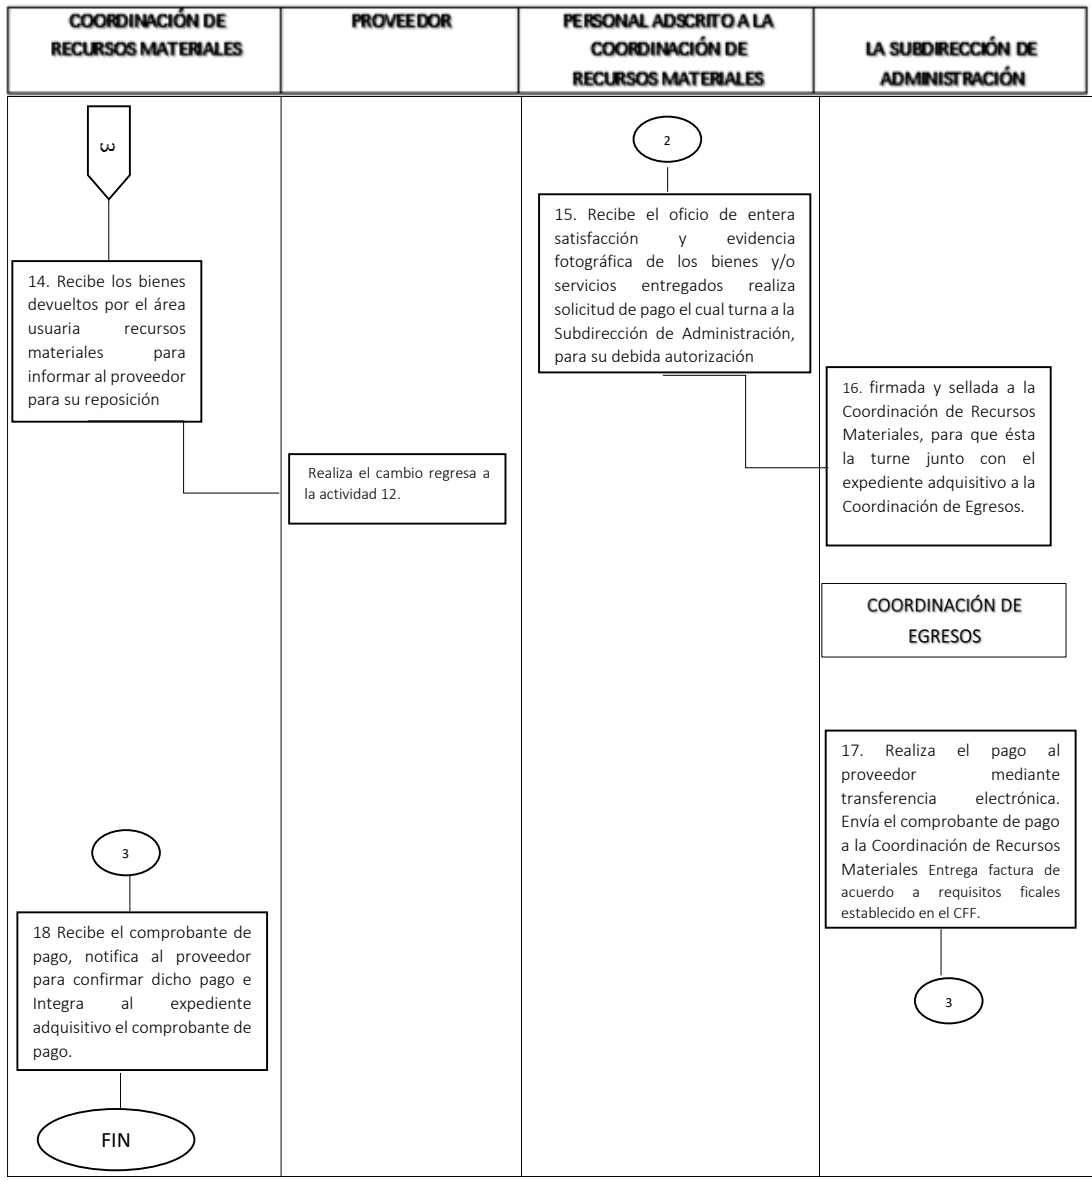 COORDINACIÓN DE
RECURSOS MATERIALES
PROVEEDOR
PERSONAL ADSCRITO A LA
COORDINACIÓN DE
RECURSOS MATERIALES
LA SUBDIRECCIÓN DE
ADMINISTRACIÓN
3
14. Recibe los bienes
devueltos por el área
usuaria recursos
materiales para
informar al proveedor
para su reposición
Realiza el cambio regresa a
la actividad 12.
2
15. Recibe el oficio de entera
satisfacción y evidencia
fotográfica de los bienes y/o
servicios entregados realiza
solicitud de pago el cual turna a la
Subdirección de Administración,
para su debida autorización
16. firmada y sellada a la
Coordinación de Recursos
Materiales, para que ésta
la turne junto con el
expediente adquisitivo a la
Coordinación de Egresos.
COORDINACIÓN DE
EGRESOS
17. Realiza el pago al
proveedor mediante
transferencia electrónica.
Envía el comprobante de pago
a la Coordinación de Recursos
Materiales Entrega factura de
acuerdo a requisitos ficales
establecido en el CFF.
3
3
18 Recibe el comprobante de
pago, notifica al proveedor
para confirmar dicho pago e
Integra al expediente
adquisitivo el comprobante de
pago.
FIN